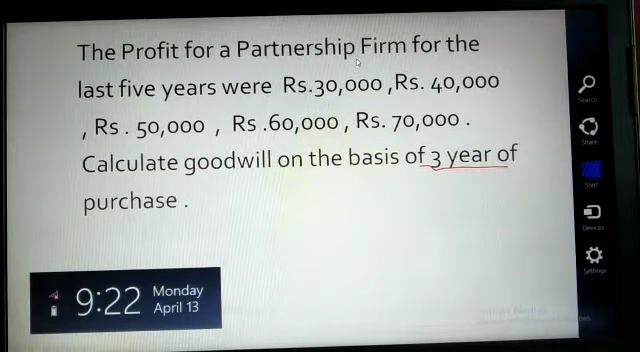 The Profit for a Partnership Firm for the
last five years were Rs.30,000 ,Rs. 40,000
, Rs . 50,000 , Rs .60,000 , Rs. 70,000 .
Calculate goodwill on the basis of 3 year of
purchase .
Search
Share
Start
Devices
Settings
9:22 Monday
April 13